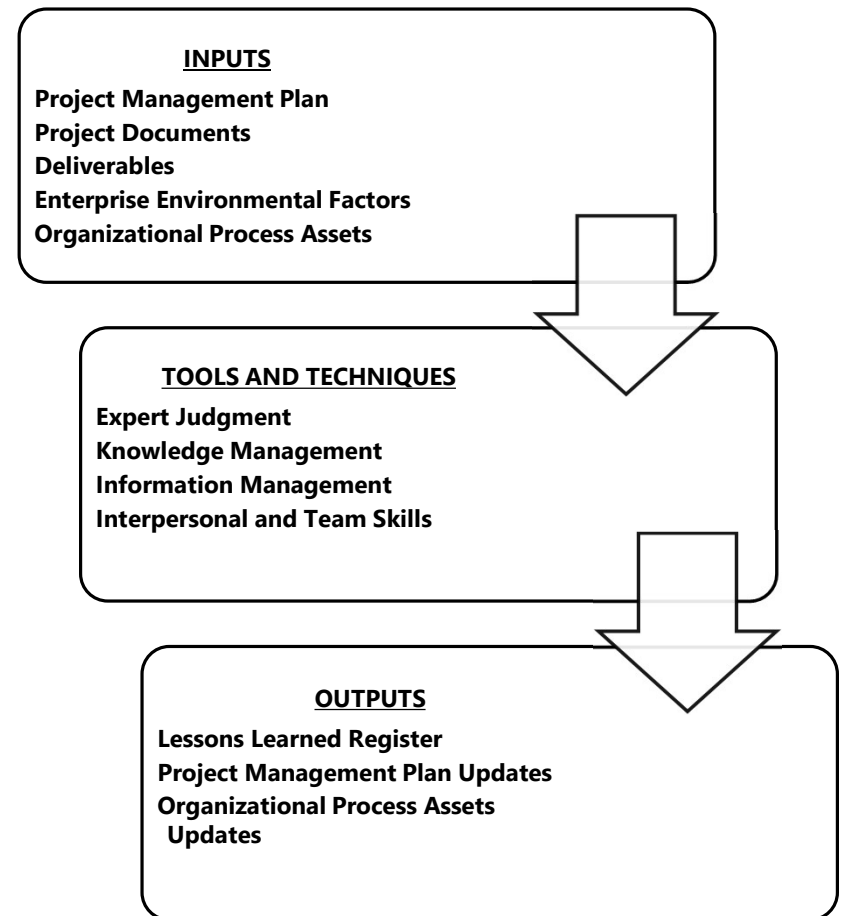 INPUTS
Project Management Plan
Project Documents
Deliverables
Enterprise Environmental Factors
Organizational Process Assets
TOOLS AND TECHNIQUES
Expert Judgment
Knowledge Management
Information Management
Interpersonal and Team Skills
OUTPUTS
Lessons Learned Register
Project Management Plan Updates
Organizational Process Assets
Updates